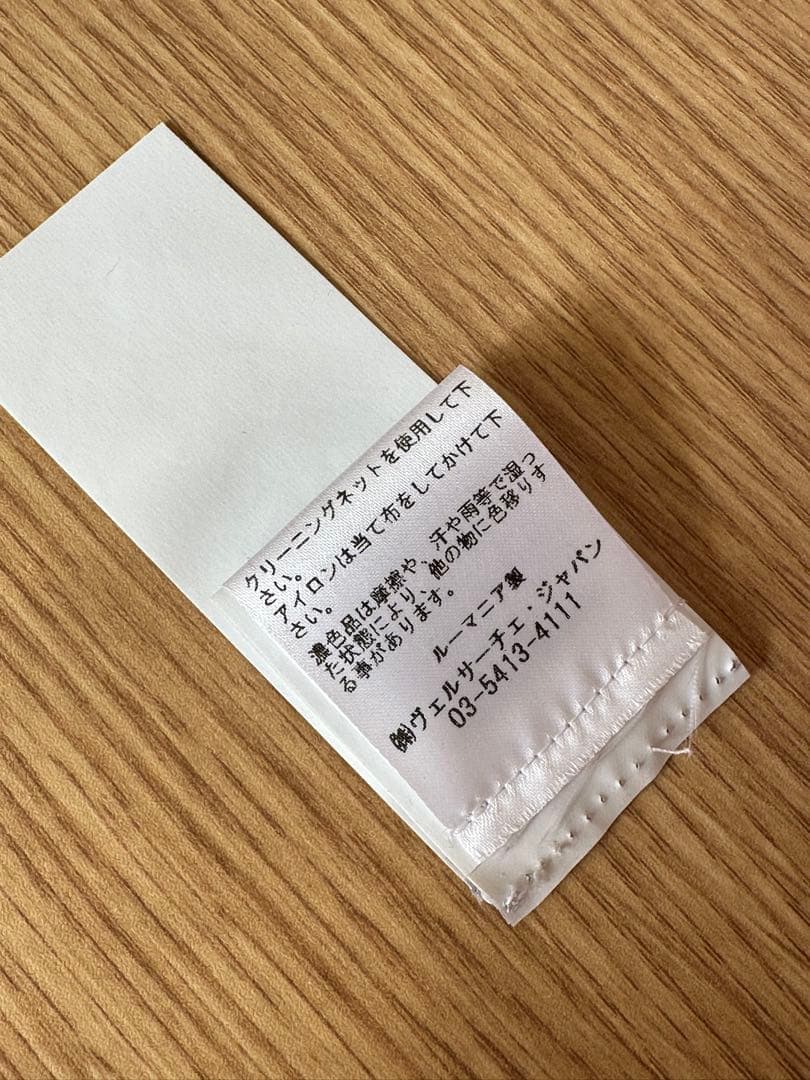 クリーニングネットを使用して下
さい。
アイロンは当て布をしてかけて下
さい。
濃色品は摩擦や、汗や雨等で湿っ
た状態により、他の物に色移りす
る事があります。
ルーマニア製
㈱ヴェルサーチェ・ジャパン
03-5413-4111